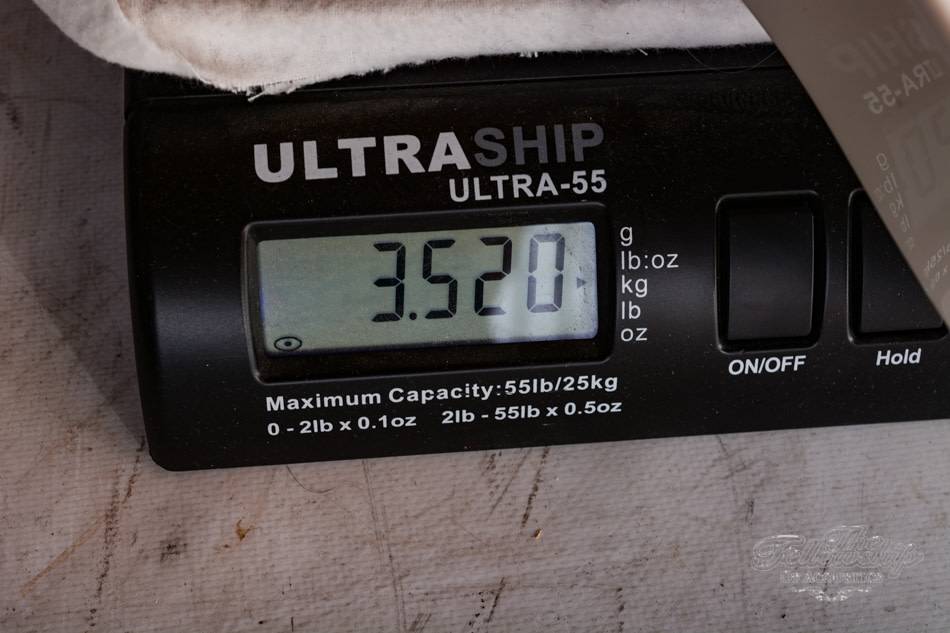 ULTRASHIP
ULTRA-55
3.520
g
lb:oz
kg
lb
oz
ON/OFF
Hold
Maximum Capacity:55lb/25kg
0 - 2lb x 0.1oz 2lb - 55lb x 0.5oz